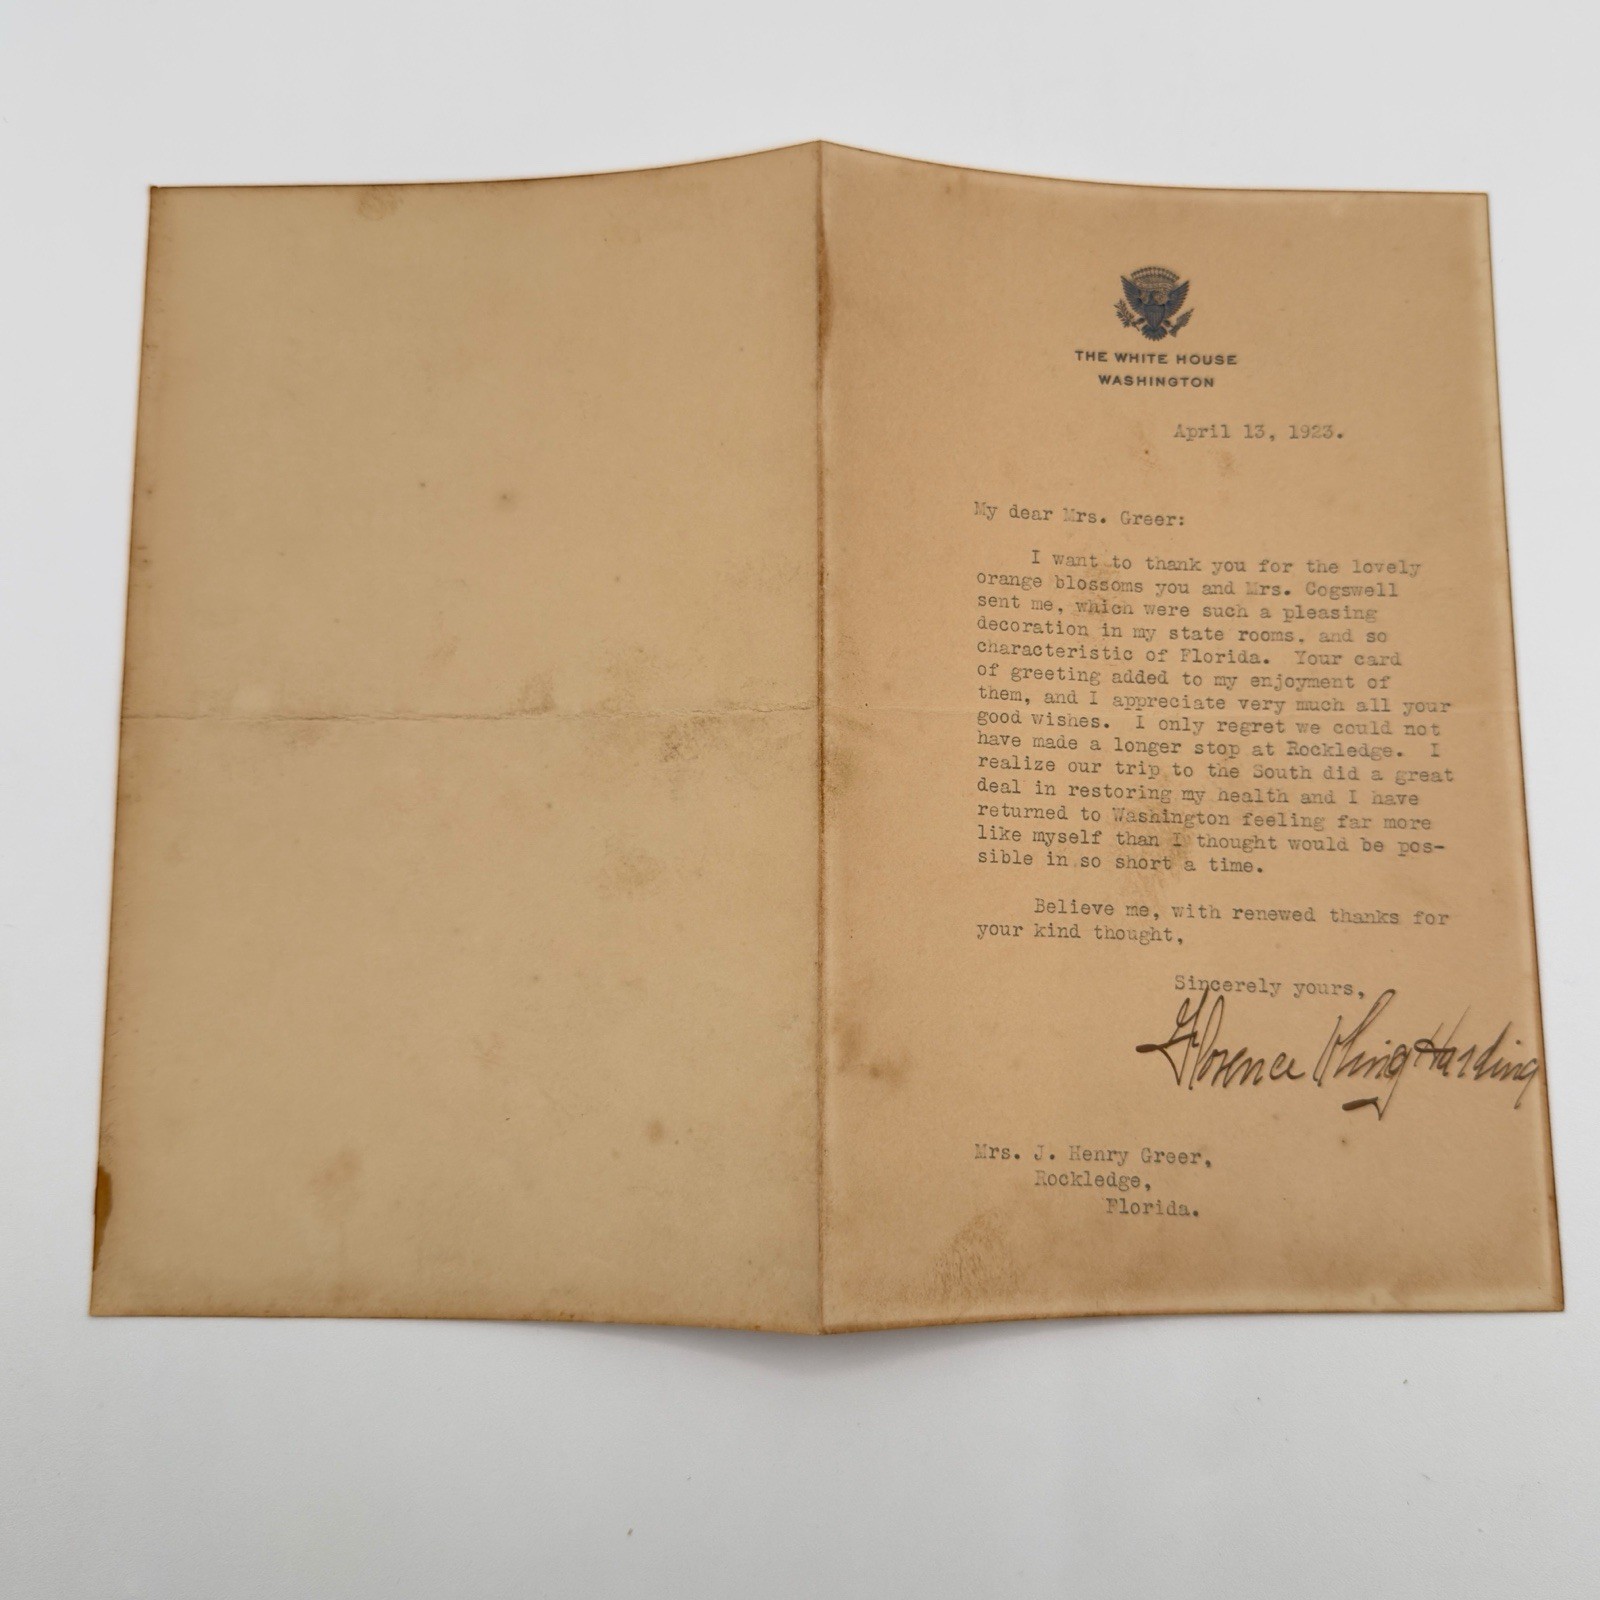 THE WHITE HOUSE
WASHINGTON
April 13, 1923.
My dear Mrs. Greer:
I want to thank you for the lovely
orange blossoms you and Mrs. Cogswell
sent me, which were such a pleasing
decoration in my state rooms, and so
characteristic of Florida. Your card
of greeting added to my enjoyment of
them, and I appreciate very much all your
good wishes. I only regret we could not
have made a longer stop at Rockledge. I
realize our trip to the South did a great
deal in restoring my health and I have
returned to Washington feeling far more
like myself than I thought would be pos-
sible in so short a time.
Believe me, with renewed thanks for
your kind thought,
Sincerely yours,
Florence Kling Harding
Mrs. J. Henry Greer,
Rockledge,
Florida.